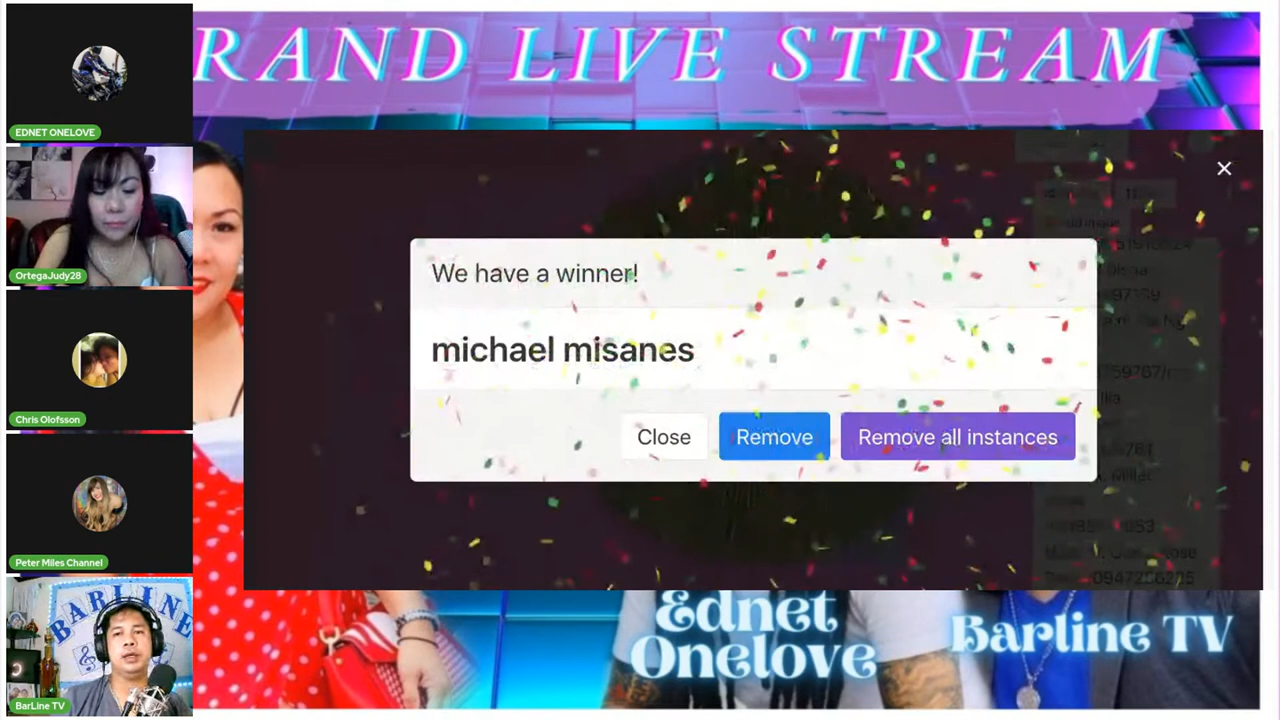 RAND LIVE STREAM
EDNET ONELOVE
OrtegaJudy28
Chris Olofsson
Peter Miles Channel
BARLINE
BarLine TV
We have a winner!
michael misanes
Close
Remove
Remove all instances
Ednet
Onelove
Barline TV